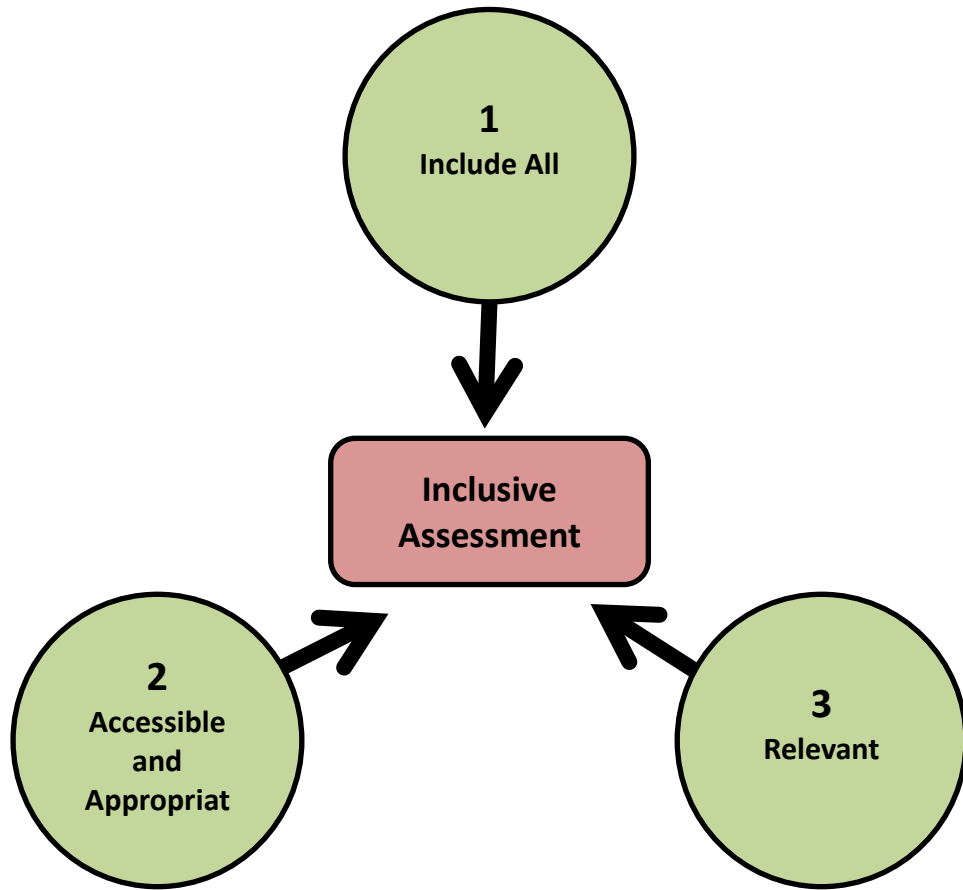 1
Include All
Inclusive
Assessment
2
Accessible
and
Appropriat
3
Relevant